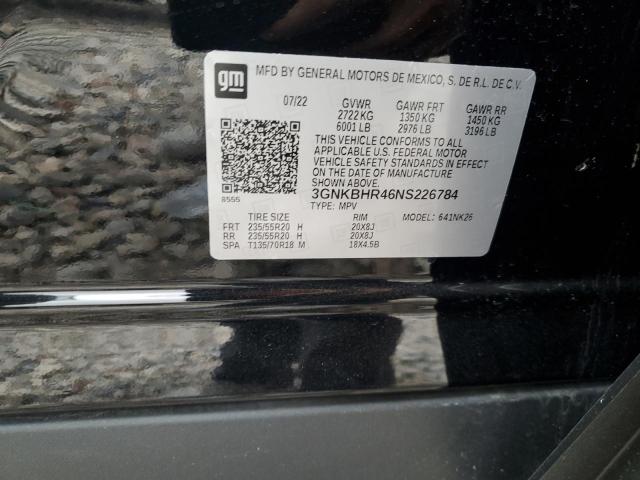 gm
MFD BY GENERAL MOTORS DE MEXICO, S. DE R.L. DE C.V.
07/22 GVWR GAWR FRT GAWR RR
2722 KG 1350 KG 1450 KG
6001 LB 2976 LB 3196 LB
THIS VEHICLE CONFORMS TO ALL
APPLICABLE U.S. FEDERAL MOTOR
VEHICLE SAFETY STANDARDS IN EFFECT
ON THE DATE OF MANUFACTURE
SHOWN ABOVE.
8555
3GNKBHR46NS226784
TYPE: MPV MODEL: 641NK26
TIRE SIZE RIM
FRT 235/55R20 H 20X8J
RR 235/55R20 H 20X8J
SPA T135/70R18 M 18X4.5B